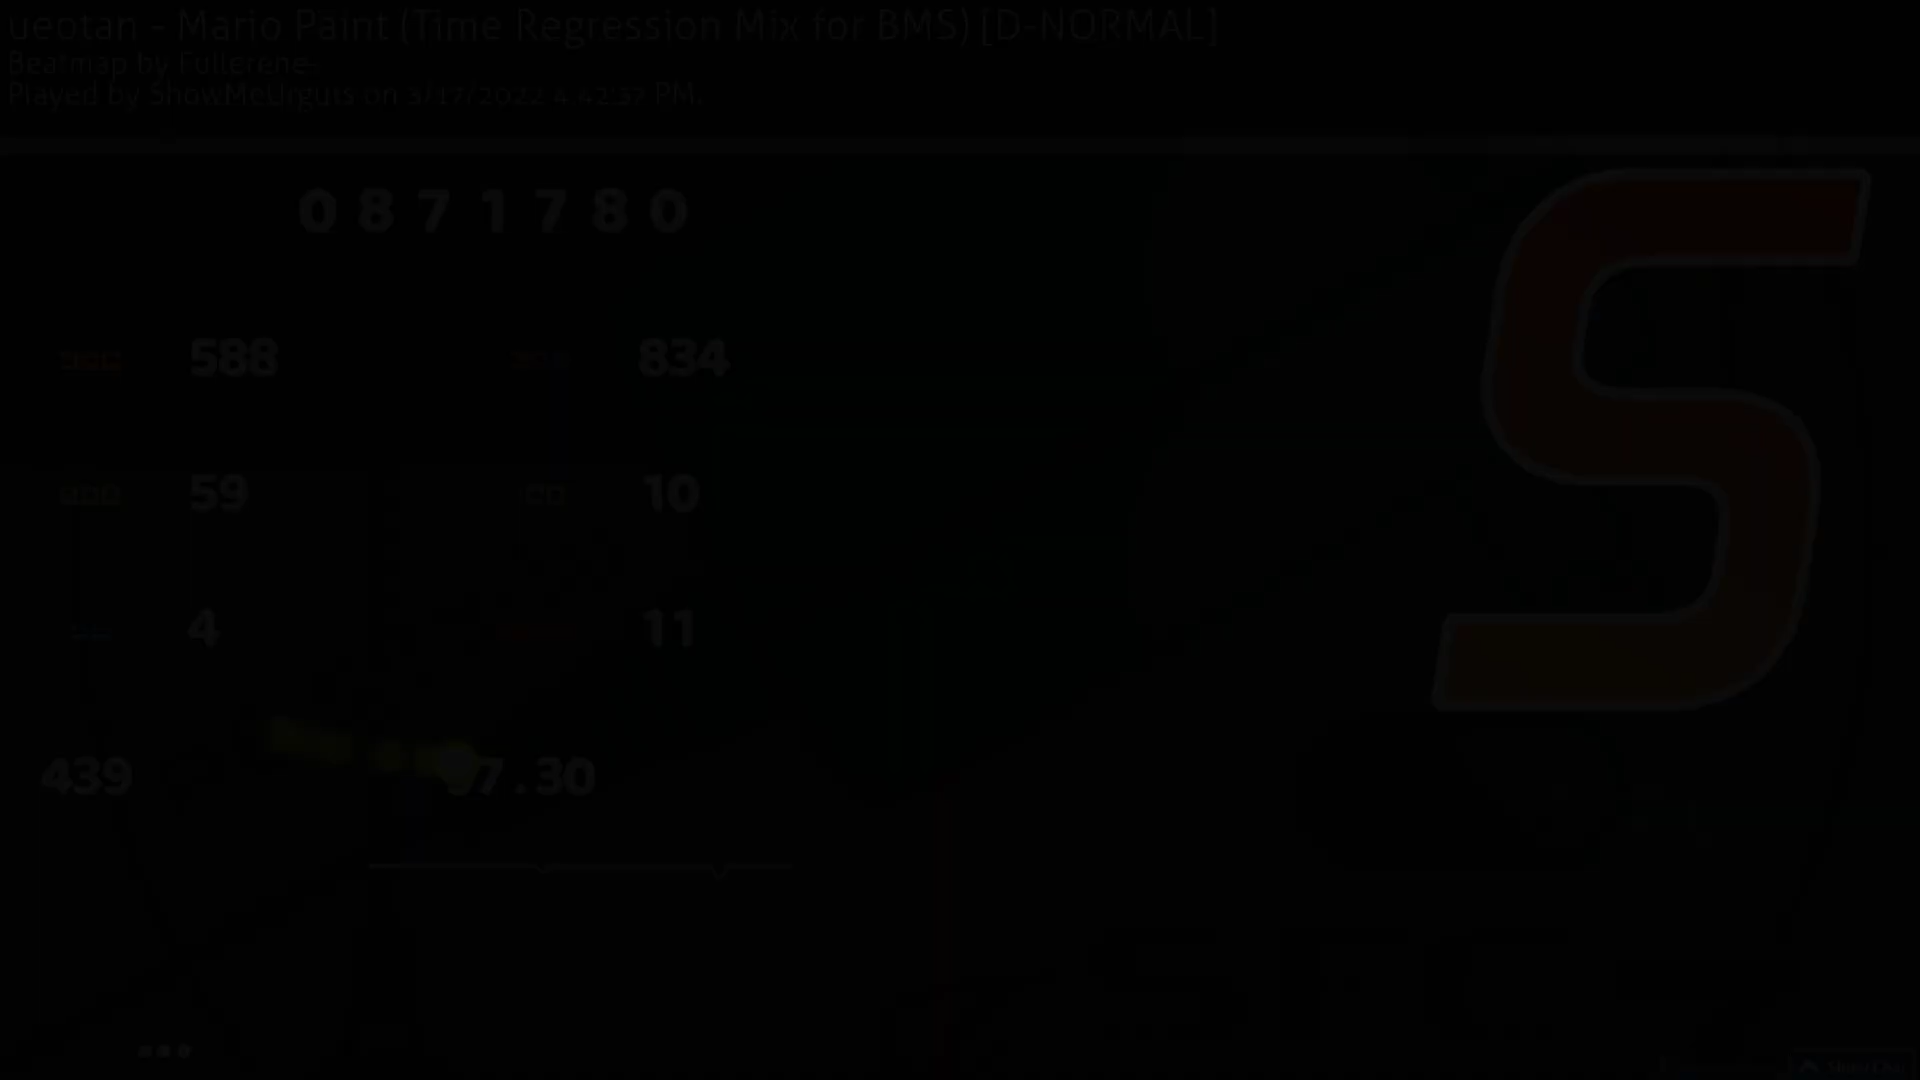 ueotan - Mario Paint (Time Regression Mix for BMS) [D-NORMAL]
Beatmap by Fullerene-
Played by ShowMeUrguts on 3/17/2022 4:42:37 PM.
0871780
588 834
59 10
4 11
439 7.30
S